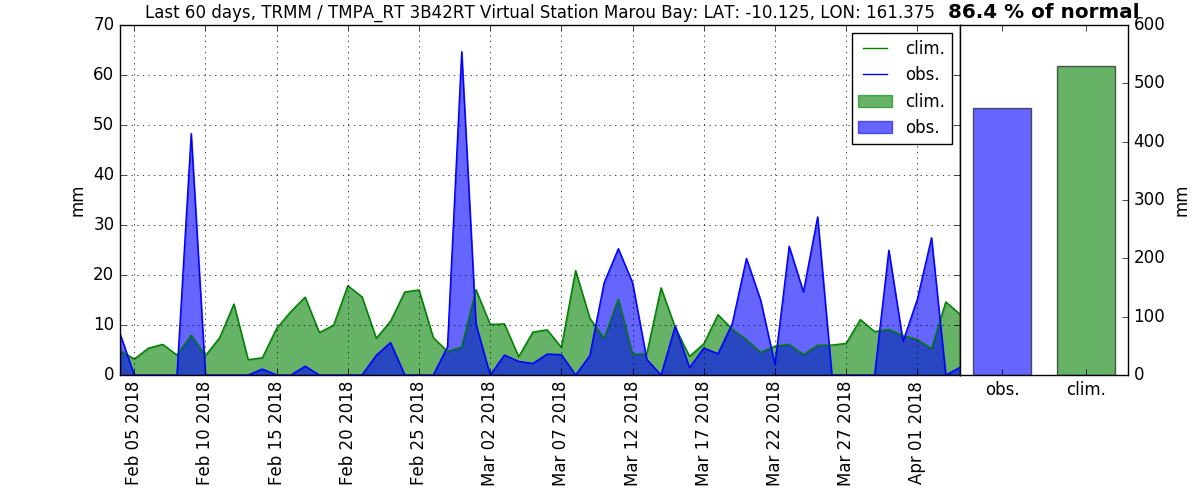 Last 60 days, TRMM / TMPA_RT 3B42RT Virtual Station Marou Bay: LAT: -10.125, LON: 161.375
86.4 % of normal
70
60
50
40
30
20
10
0
mm
clim.
obs.
clim.
obs.
600
500
400
300
200
100
0
mm
obs.
clim.
Feb 05 2018
Feb 10 2018
Feb 15 2018
Feb 20 2018
Feb 25 2018
Mar 02 2018
Mar 07 2018
Mar 12 2018
Mar 17 2018
Mar 22 2018
Mar 27 2018
Apr 01 2018